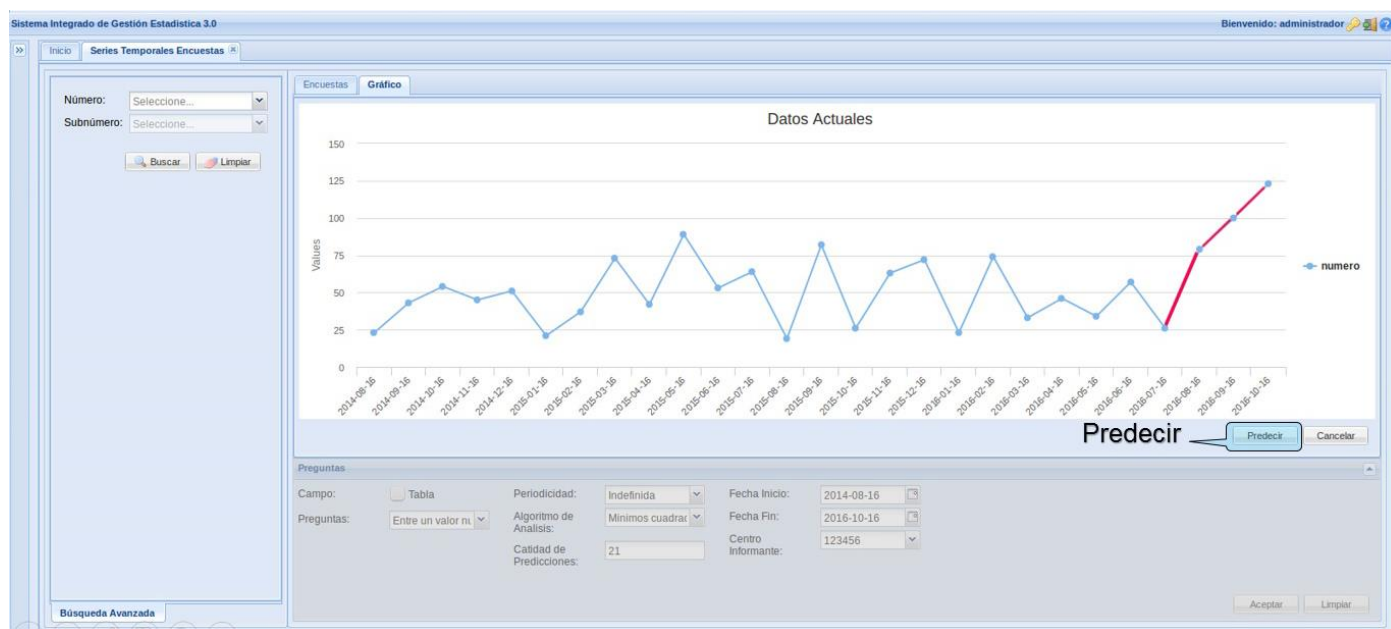 Sistema Integrado de Gestión Estadística 3.0
Bienvenido: administrador
Inicio
Series Temporales Encuestas
Número:
Seleccione...
Subnúmero:
Seleccione...
Buscar
Limpiar
Búsqueda Avanzada
Encuestas
Gráfico
Datos Actuales
Values
150
125
100
75
50
25
0
2014-08-16
2014-09-16
2014-10-16
2014-11-16
2014-12-16
2015-01-16
2015-02-16
2015-03-16
2015-04-16
2015-05-16
2015-06-16
2015-07-16
2015-08-16
2015-09-16
2015-10-16
2015-11-16
2015-12-16
2016-01-16
2016-02-16
2016-03-16
2016-04-16
2016-05-16
2016-06-16
2016-07-16
2016-08-16
2016-09-16
2016-10-16
numero
Predecir
Predecir
Cancelar
Preguntas
Campo:
Tabla
Periodicidad:
Indefinida
Fecha Inicio:
2014-08-16
Preguntas:
Entre un valor nu
Algoritmo de
Analisis:
Minimos cuadrac
Fecha Fin:
2016-10-16
Catidad de
Predicciones:
21
Centro
Informante:
123456
Aceptar
Limpiar